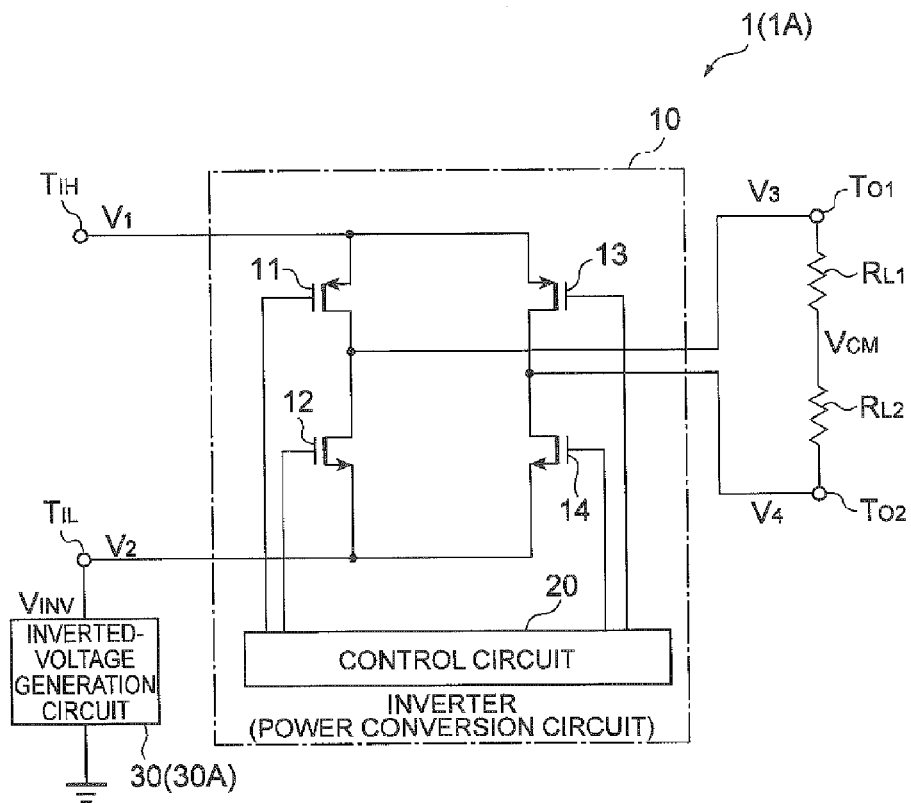 1(1A)
10
TIH
V1
V3
TO1
11
13
RL1
VCM
12
RL2
14
TIL
V2
V4
TO2
VINV
20
INVERTED-
VOLTAGE
GENERATION
CIRCUIT
CONTROL CIRCUIT
INVERTER
(POWER CONVERSION CIRCUIT)
30(30A)